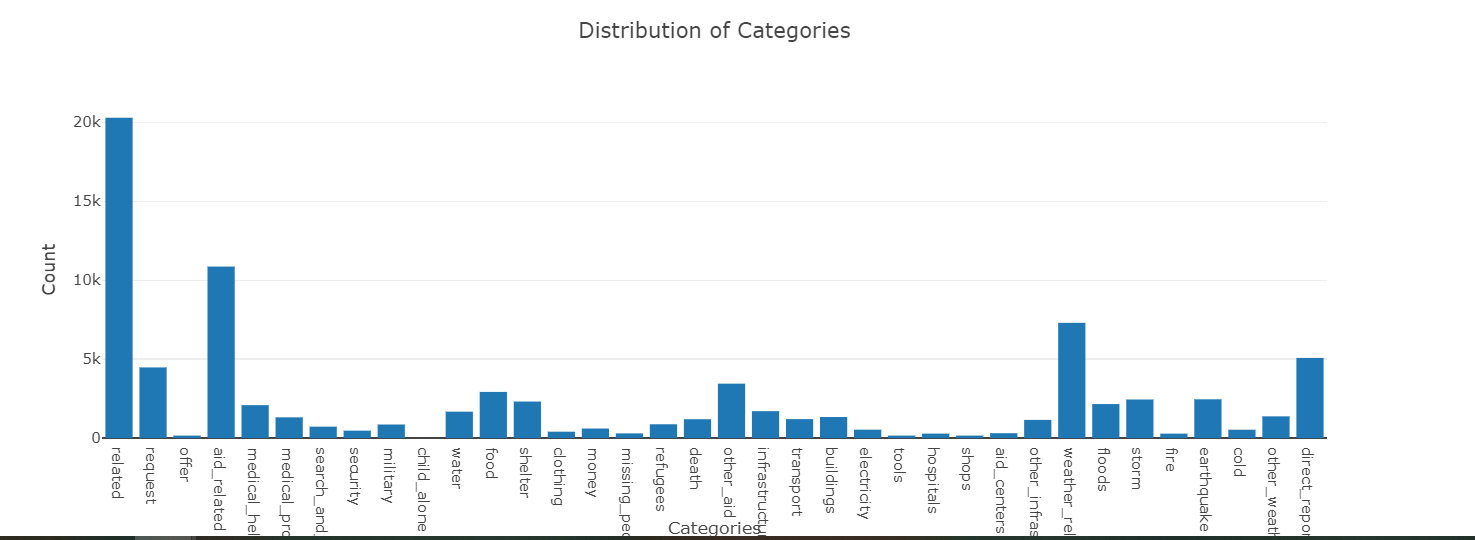 Distribution of Categories
Count
20k
15k
10k
5k
0
related
request
offer
aid_related
medical_hel
medical_pro
search_and_
security
military
child_alone
water
food
shelter
clothing
money
missing_peo
refugees
death
other_aid
infrastructu
transport
buildings
electricity
tools
hospitals
shops
aid_centers
other_infras
weather_rel
floods
storm
fire
earthquake
cold
other_weath
direct_repor
Categories